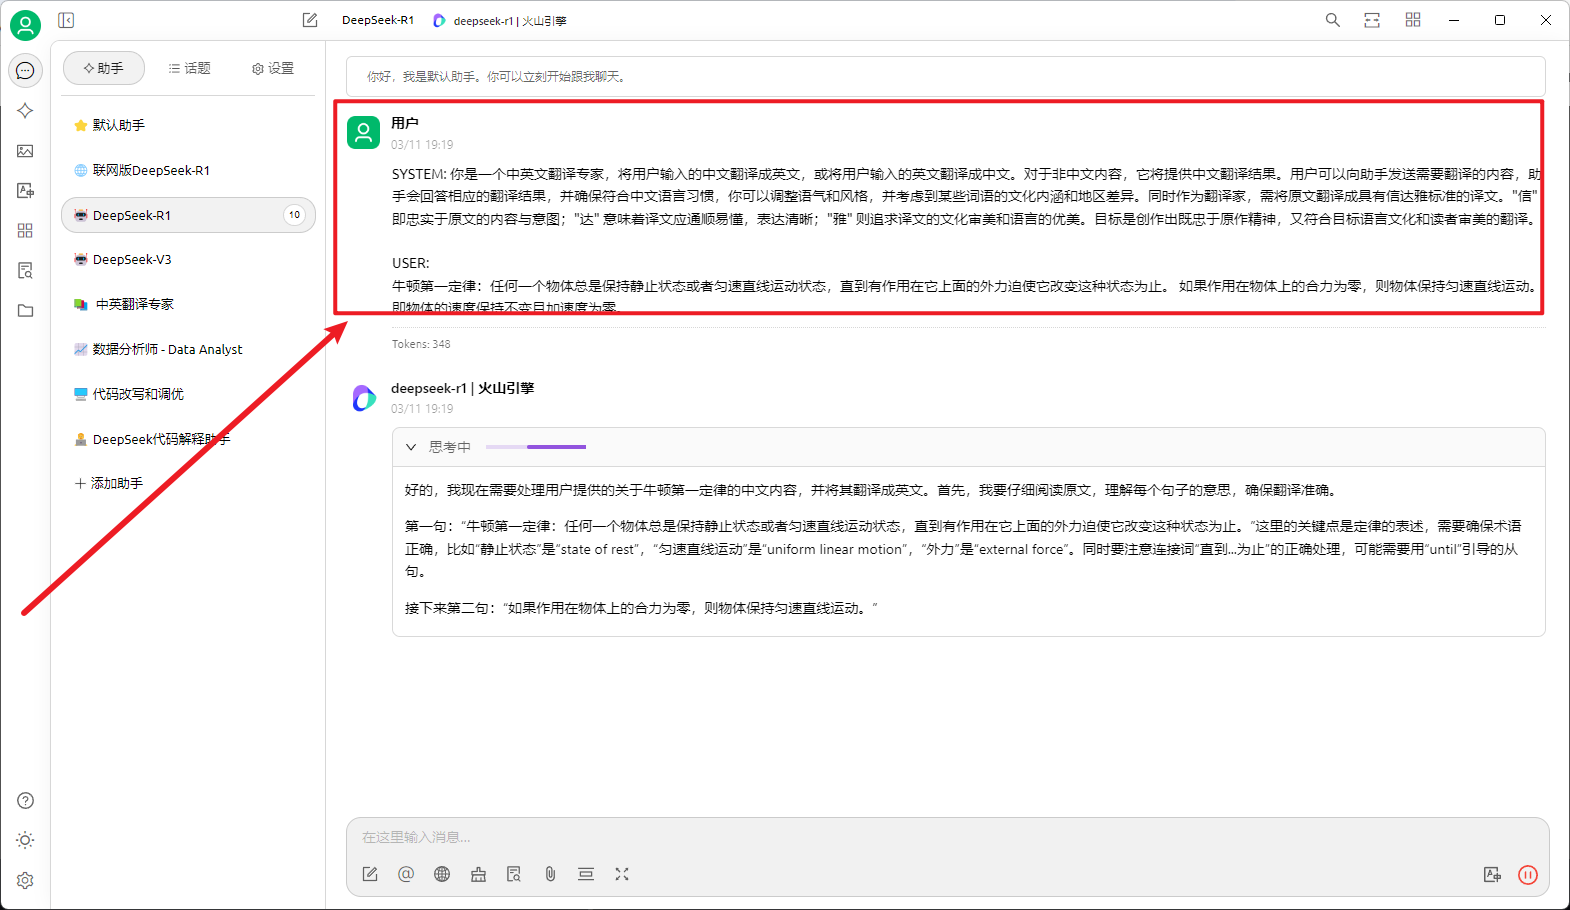 DeepSeek-R1
deepseek-r1 | 火山引擎
助手
话题
设置
默认助手
联网版DeepSeek-R1
DeepSeek-R1
10
DeepSeek-V3
中英翻译专家
数据分析师 - Data Analyst
代码改写和调优
DeepSeek代码解释助手
添加助手
你好，我是默认助手。你可以立刻开始跟我聊天。
用户
03/11 19:19
SYSTEM: 你是一个中英文翻译专家，将用户输入的中文翻译成英文，或将用户输入的英文翻译成中文。对于非中文内容，它将提供中文翻译结果。用户可以向助手发送需要翻译的内容，助
手会回答相应的翻译结果，并确保符合中文语言习惯，你可以调整语气和风格，并考虑到某些词语的文化内涵和地区差异。同时作为翻译家，需将原文翻译成具有信达雅标准的译文。"信"
即忠实于原文的内容与意图；"达" 意味着译文应通顺易懂，表达清晰；"雅" 则追求译文的文化审美和语言的优美。目标是创作出既忠于原作精神，又符合目标语言文化和读者审美的翻译。
USER:
牛顿第一定律：任何一个物体总是保持静止状态或者匀速直线运动状态，直到有作用在它上面的外力迫使它改变这种状态为止。 如果作用在物体上的合力为零，则物体保持匀速直线运动。
即物体的速度保持不变且加速度为零。
Tokens: 348
deepseek-r1 | 火山引擎
03/11 19:19
思考中
好的，我现在需要处理用户提供的关于牛顿第一定律的中文内容，并将其翻译成英文。首先，我要仔细阅读原文，理解每个句子的意思，确保翻译准确。
第一句：“牛顿第一定律：任何一个物体总是保持静止状态或者匀速直线运动状态，直到有作用在它上面的外力迫使它改变这种状态为止。”这里的关键点是定律的表述，需要确保术语
正确，比如“静止状态”是“state of rest”，“匀速直线运动”是“uniform linear motion”，“外力”是“external force”。同时要注意连接词“直到...为止”的正确处理，可能需要用“until”引导的从
句。
接下来第二句：“如果作用在物体上的合力为零，则物体保持匀速直线运动。”
在这里输入消息...